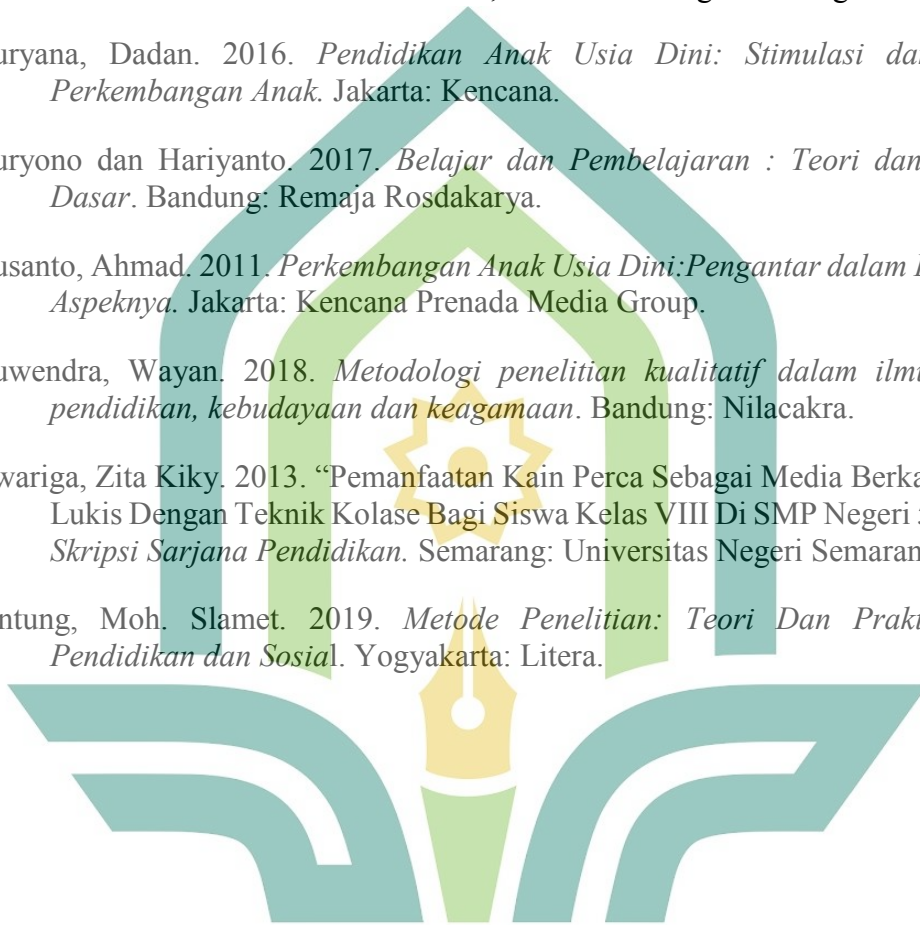 uryana, Dadan. 2016. Pendidikan Anak Usia Dini: Stimulasi da
Perkembangan Anak. Jakarta: Kencana.
uryono dan Hariyanto. 2017. Belajar dan Pembelajaran : Teori dan
Dasar. Bandung: Remaja Rosdakarya.
usanto, Ahmad. 2011. Perkembangan Anak Usia Dini:Pengantar dalam
Aspeknya. Jakarta: Kencana Prenada Media Group.
uwendra, Wayan. 2018. Metodologi penelitian kualitatif dalam ilm
pendidikan, kebudayaan dan keagamaan. Bandung: Nilacakra.
wariga, Zita Kiky. 2013. “Pemanfaatan Kain Perca Sebagai Media Berka
Lukis Dengan Teknik Kolase Bagi Siswa Kelas VIII Di SMP Negeri
Skripsi Sarjana Pendidikan. Semarang: Universitas Negeri Semaran
ntung, Moh. Slamet. 2019. Metode Penelitian: Teori Dan Prakt
Pendidikan dan Sosial. Yogyakarta: Litera.